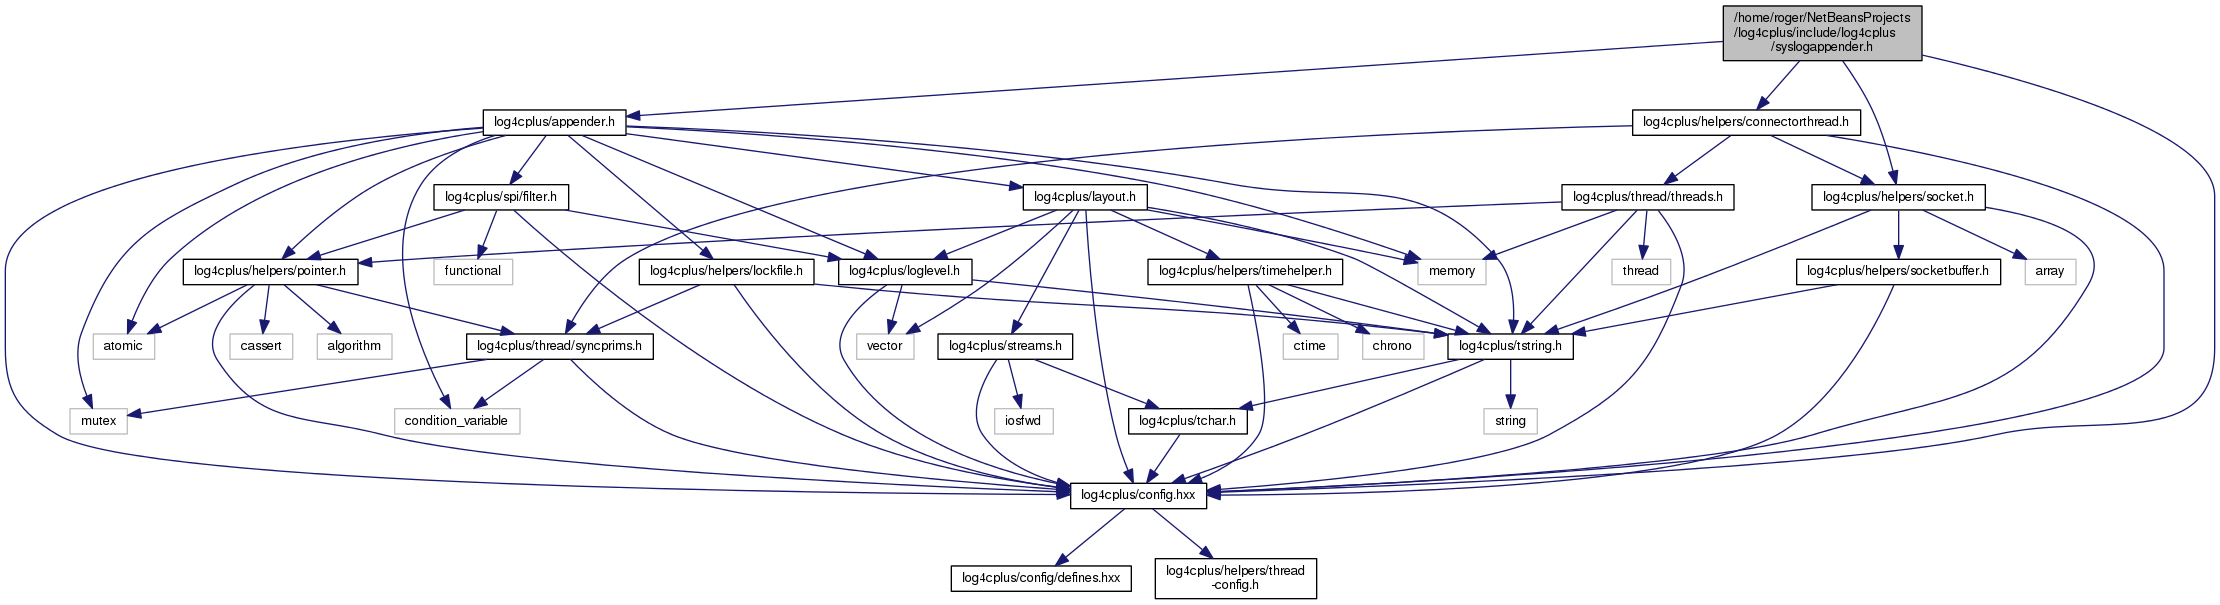 /home/roger/NetBeansProjects
/log4cplus/include/log4cplus
/syslogappender.h
log4cplus/appender.h
log4cplus/helpers/connectorthread.h
log4cplus/spi/filter.h
log4cplus/layout.h
log4cplus/thread/threads.h
log4cplus/helpers/socket.h
log4cplus/helpers/pointer.h
functional
log4cplus/helpers/lockfile.h
log4cplus/loglevel.h
log4cplus/helpers/timehelper.h
memory
thread
log4cplus/helpers/socketbuffer.h
array
atomic
cassert
algorithm
log4cplus/thread/syncprims.h
vector
log4cplus/streams.h
ctime
chrono
log4cplus/tstring.h
mutex
condition_variable
iosfwd
log4cplus/tchar.h
string
log4cplus/config.hxx
log4cplus/config/defines.hxx
log4cplus/helpers/thread
-config.h